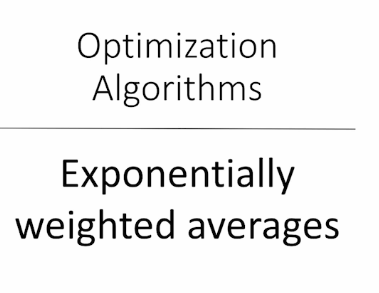 Optimization
Algorithms
Exponentially
weighted averages